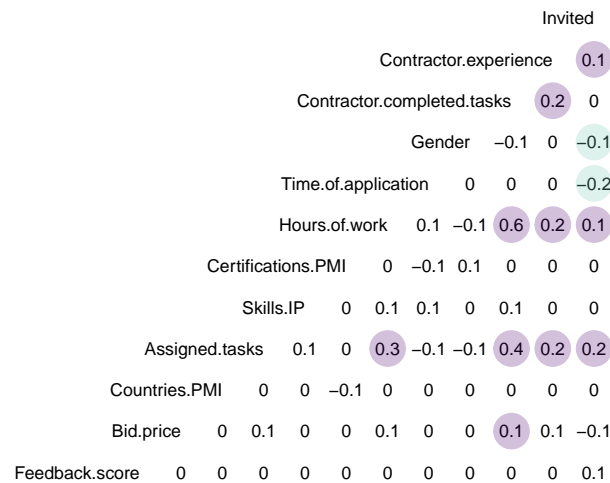 Invited
Contractor.experience 0.1
Contractor.completed.tasks 0.2 0
Gender −0.1 0 −0.1
Time.of.application 0 0 0 −0.2
Hours.of.work 0.1 −0.1 0.6 0.2 0.1
Certifications.PMI 0 −0.1 0.1 0 0 0
Skills.IP 0 0.1 0.1 0 0.1 0 0
Assigned.tasks 0.1 0 0.3 −0.1 −0.1 0.4 0.2 0.2
Countries.PMI 0 0 −0.1 0 0 0 0 0 0
Bid.price 0 0.1 0 0 0.1 0 0 0.1 0.1 −0.1
Feedback.score 0 0 0 0 0 0 0 0 0 0 0.1